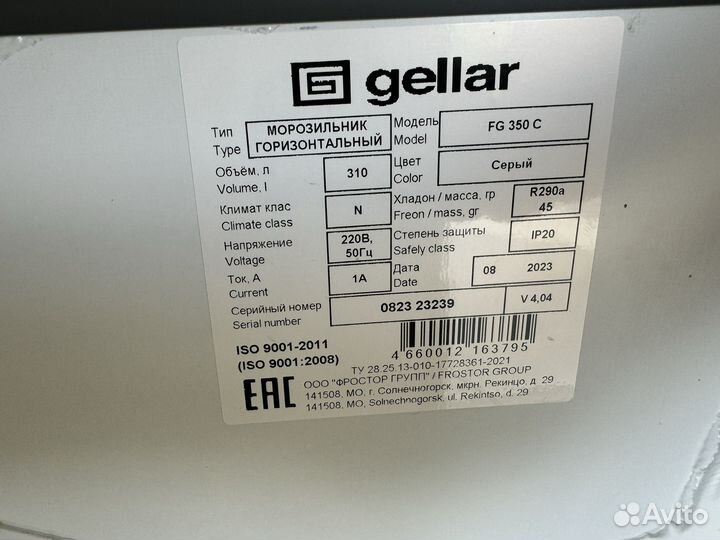 gellar
Тип МОРОЗИЛЬНИК Модель FG 350 C
Type ГОРИЗОНТАЛЬНЫЙ Model
Объём, л 310 Цвет Серый
Volume, l Color
Климат клас N Хладон / масса, гр R290a
Climate class Freon / mass, gr 45
Напряжение 220В, Степень защиты IP20
Voltage 50Гц Safely class
Ток, А 1А Дата 08 2023
Current Date
Серийный номер 0823 23239 V 4,04
Serial number
ISO 9001-2011
(ISO 9001:2008)
4 660012 163795
ТУ 28.25.13-010-17728361-2021
EAC ООО "ФРОСТОР ГРУПП" / FROSTOR GROUP
141508, МО, г. Солнечногорск, мкрн. Рекинцо, д. 29
141508, MO, Solnechnogorsk, ul. Rekintso, d. 29
Avito